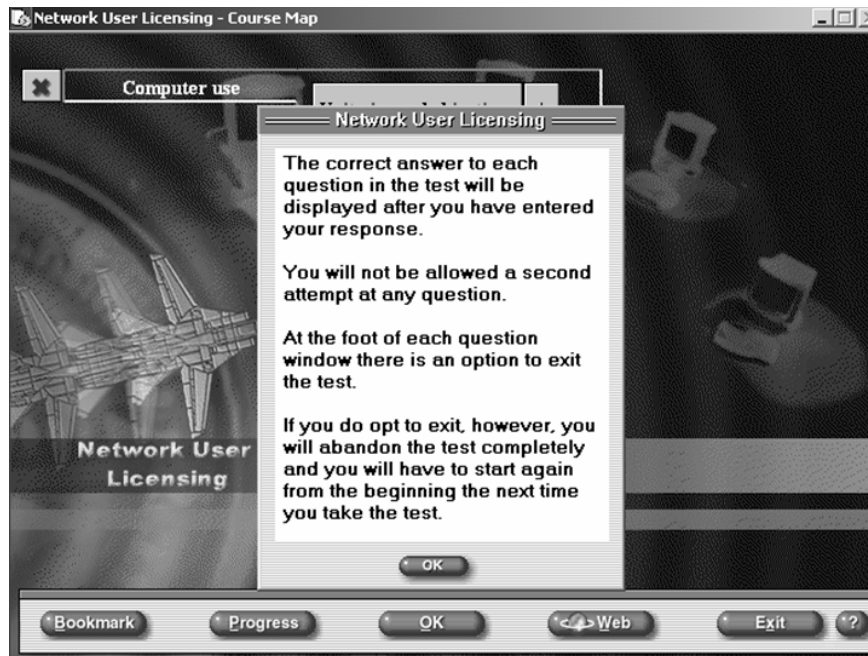 Network User Licensing - Course Map
Computer use
Network User Licensing
The correct answer to each
question in the test will be
displayed after you have entered
your response.
You will not be allowed a second
attempt at any question.
At the foot of each question
window there is an option to exit
the test.
If you do opt to exit, however, you
will abandon the test completely
and you will have to start again
from the beginning the next time
you take the test.
OK
Network User
Licensing
Bookmark
Progress
OK
Web
Exit
?